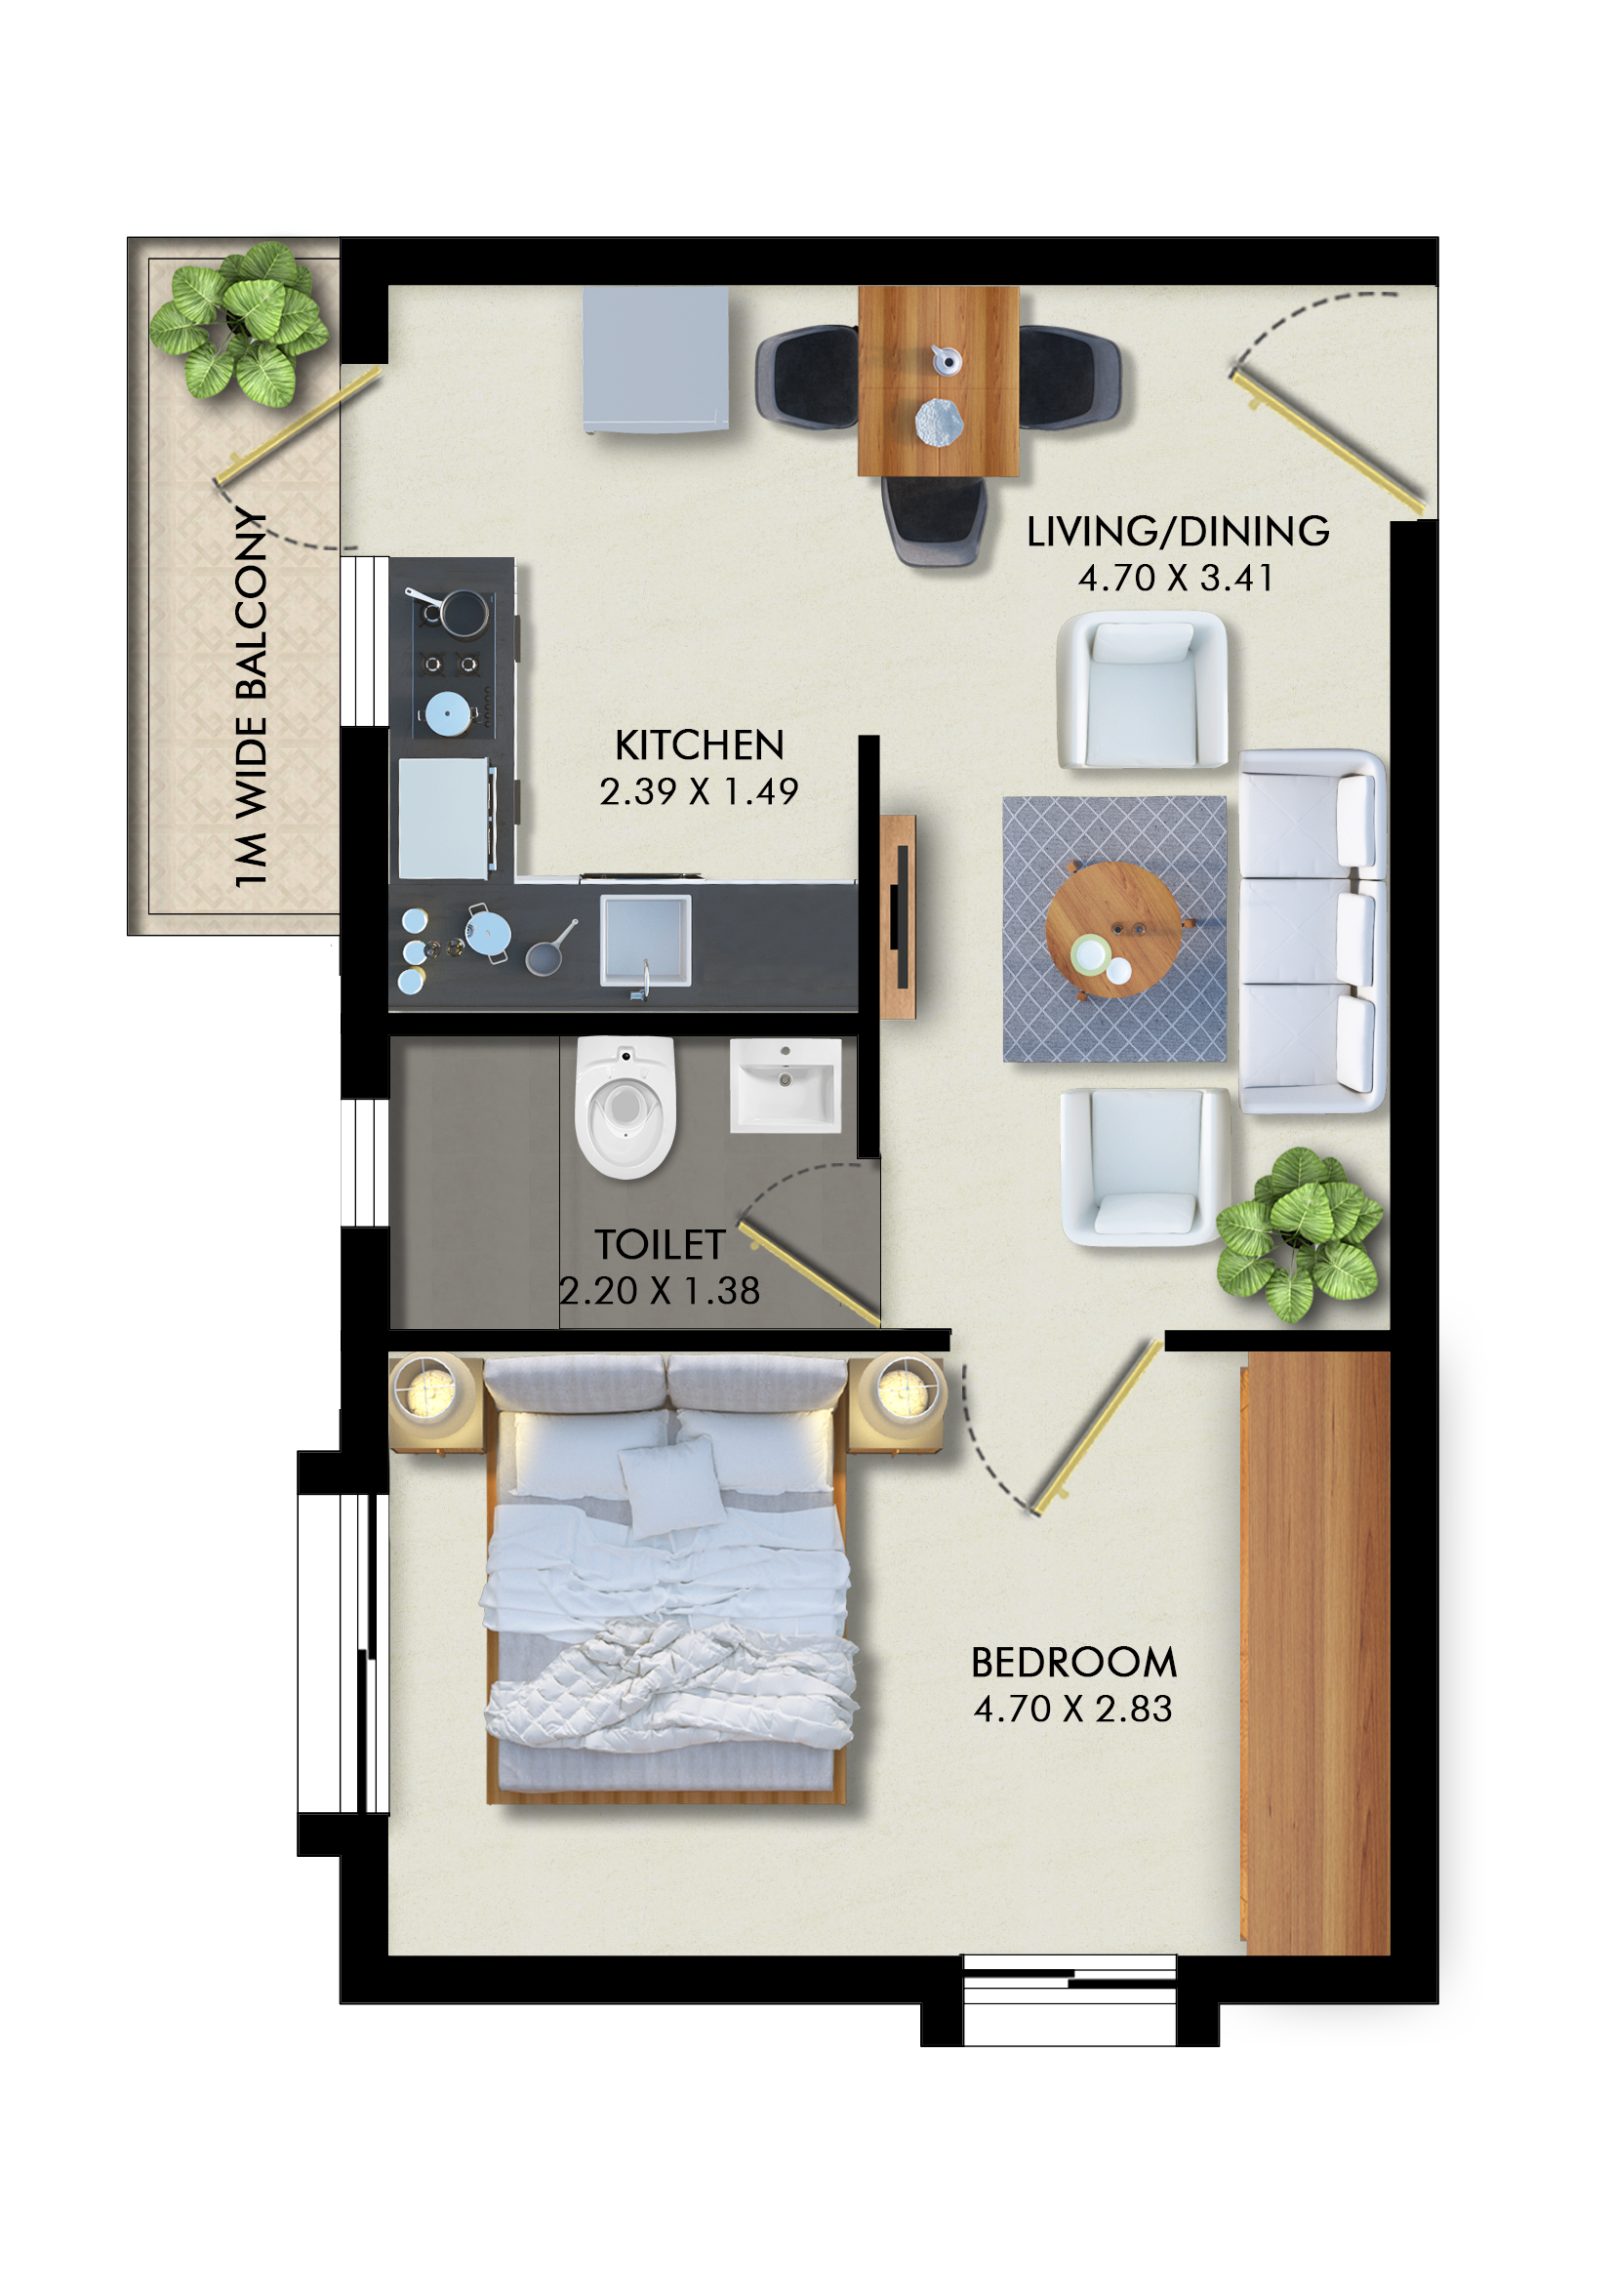 LIVING/DINING
4.70 X 3.41
1M WIDE BALCONY
KITCHEN
2.39 X 1.49
TOILET
2.20 X 1.38
BEDROOM
4.70 X 2.83